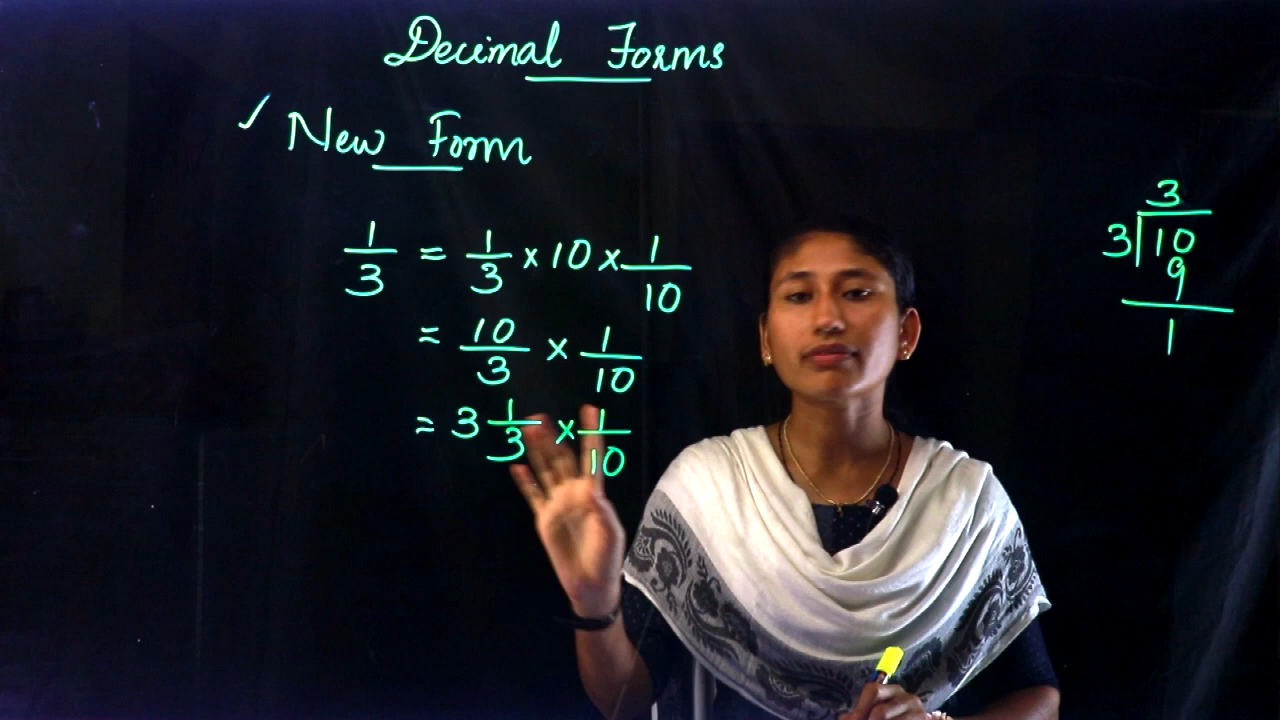 Decimal Forms
✓ New Form
1/3 = 1/3 × 10 × 1/10
= 10/3 × 1/10
= 3 1/3 × 1/10
3
3 10
9
1